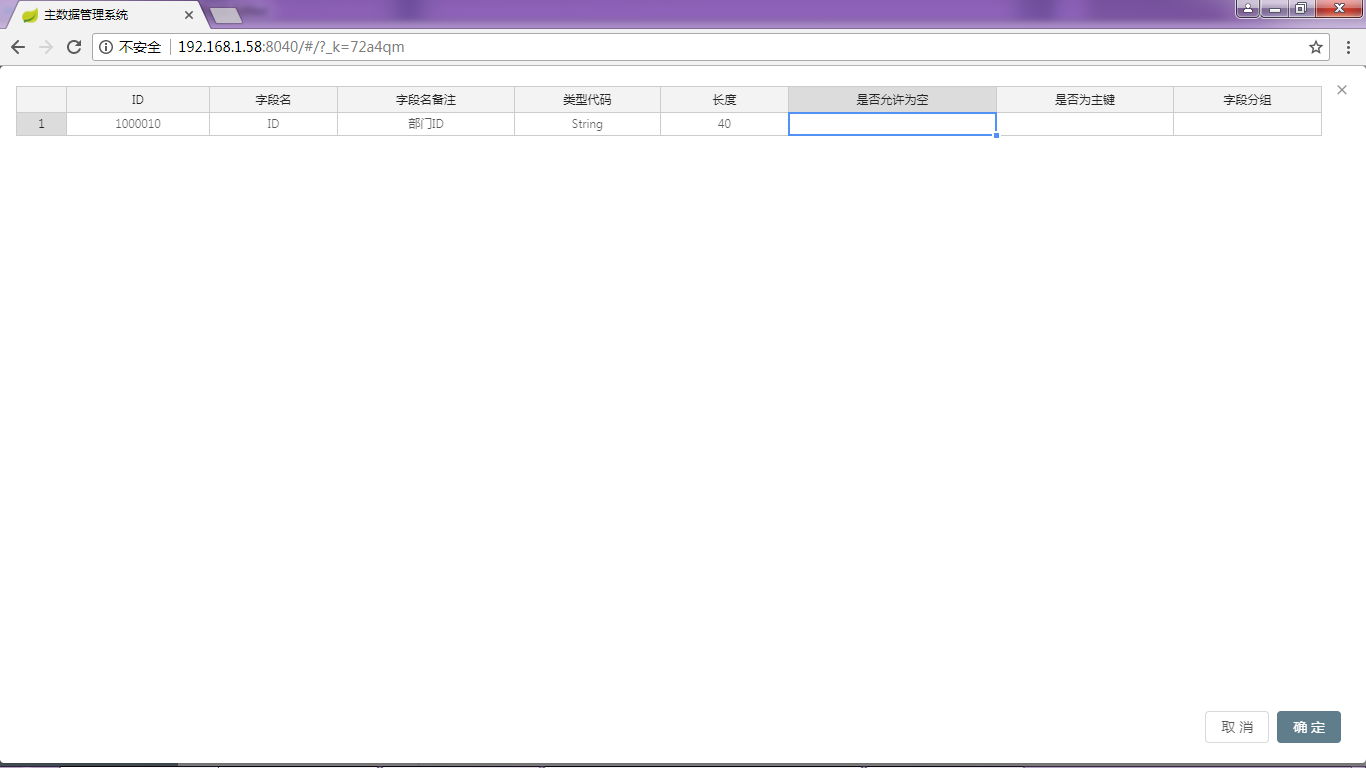 主数据管理系统
不安全 192.168.1.58:8040/#/?_k=72a4qm
ID 字段名 字段名备注 类型代码 长度 是否允许为空 是否为主键 字段分组
1 1000010 ID 部门ID String 40
取 消 确 定